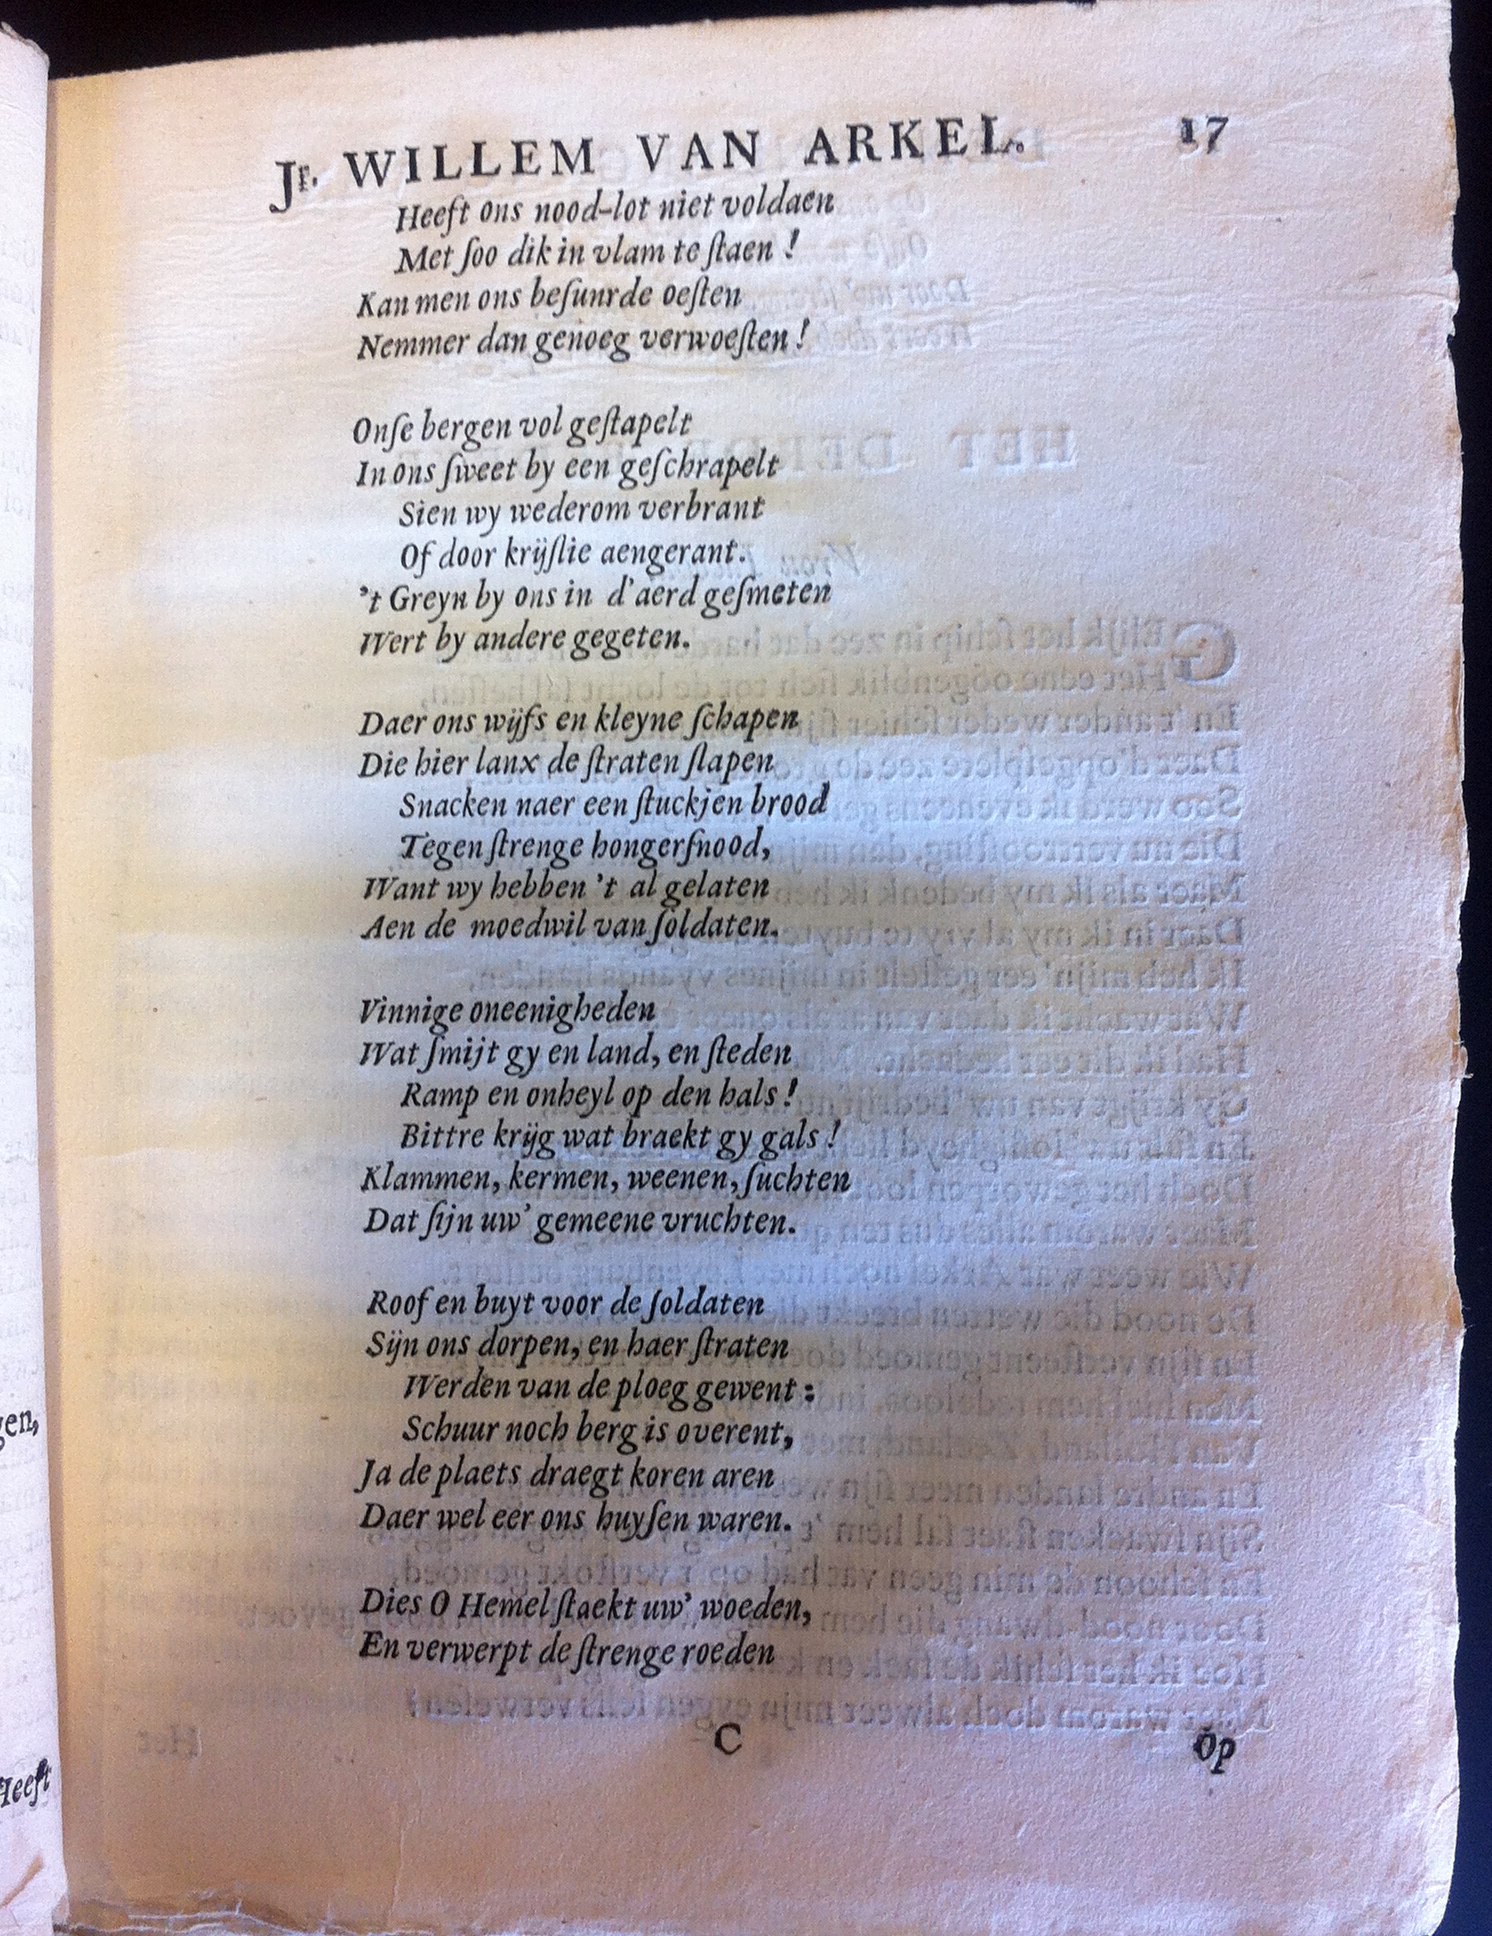 Jr. WILLEM VAN ARKEL. 17
Heeft ons nood-lot niet voldaen
Met ſoo dik in vlam te ſtaen !
Kan men ons beſunrde oeſten
Nemmer dan genoeg verwoeſten !
Onſe bergen vol geſtapelt
In ons ſweet by een geſchrapelt
Sien wy wederom verbrant
Of door krijſlie aengerant.
't Greyn by ons in d'aerd geſmeten
Wert by andere gegeten.
Daer ons wijfs en kleyne ſchapen
Die hier lanx de ſtraten ſlapen
Snacken naer een ſtuckjen brood
Tegen ſtrenge hongerſnood,
Want wy hebben 't al gelaten
Aen de moedwil van ſoldaten.
Vinnige oneenigheden
Wat ſmijt gy en land, en ſteden
Ramp en onheyl op den hals !
Bittre krijg wat braekt gy gals !
Klammen, kermen, weenen, ſuchten
Dat ſijn uw' gemeene vruchten.
Roof en buyt voor de ſoldaten
Sijn ons dorpen, en haer ſtraten
Werden van de ploeg gewent :
Schuur noch berg is overent,
Ja de plaets draegt koren aren
Daer wel eer ons huyſen waren.
Dies O Hemel ſtaekt uw' woeden,
En verwerpt de ſtrenge roeden
C Op
gen,
Heeft